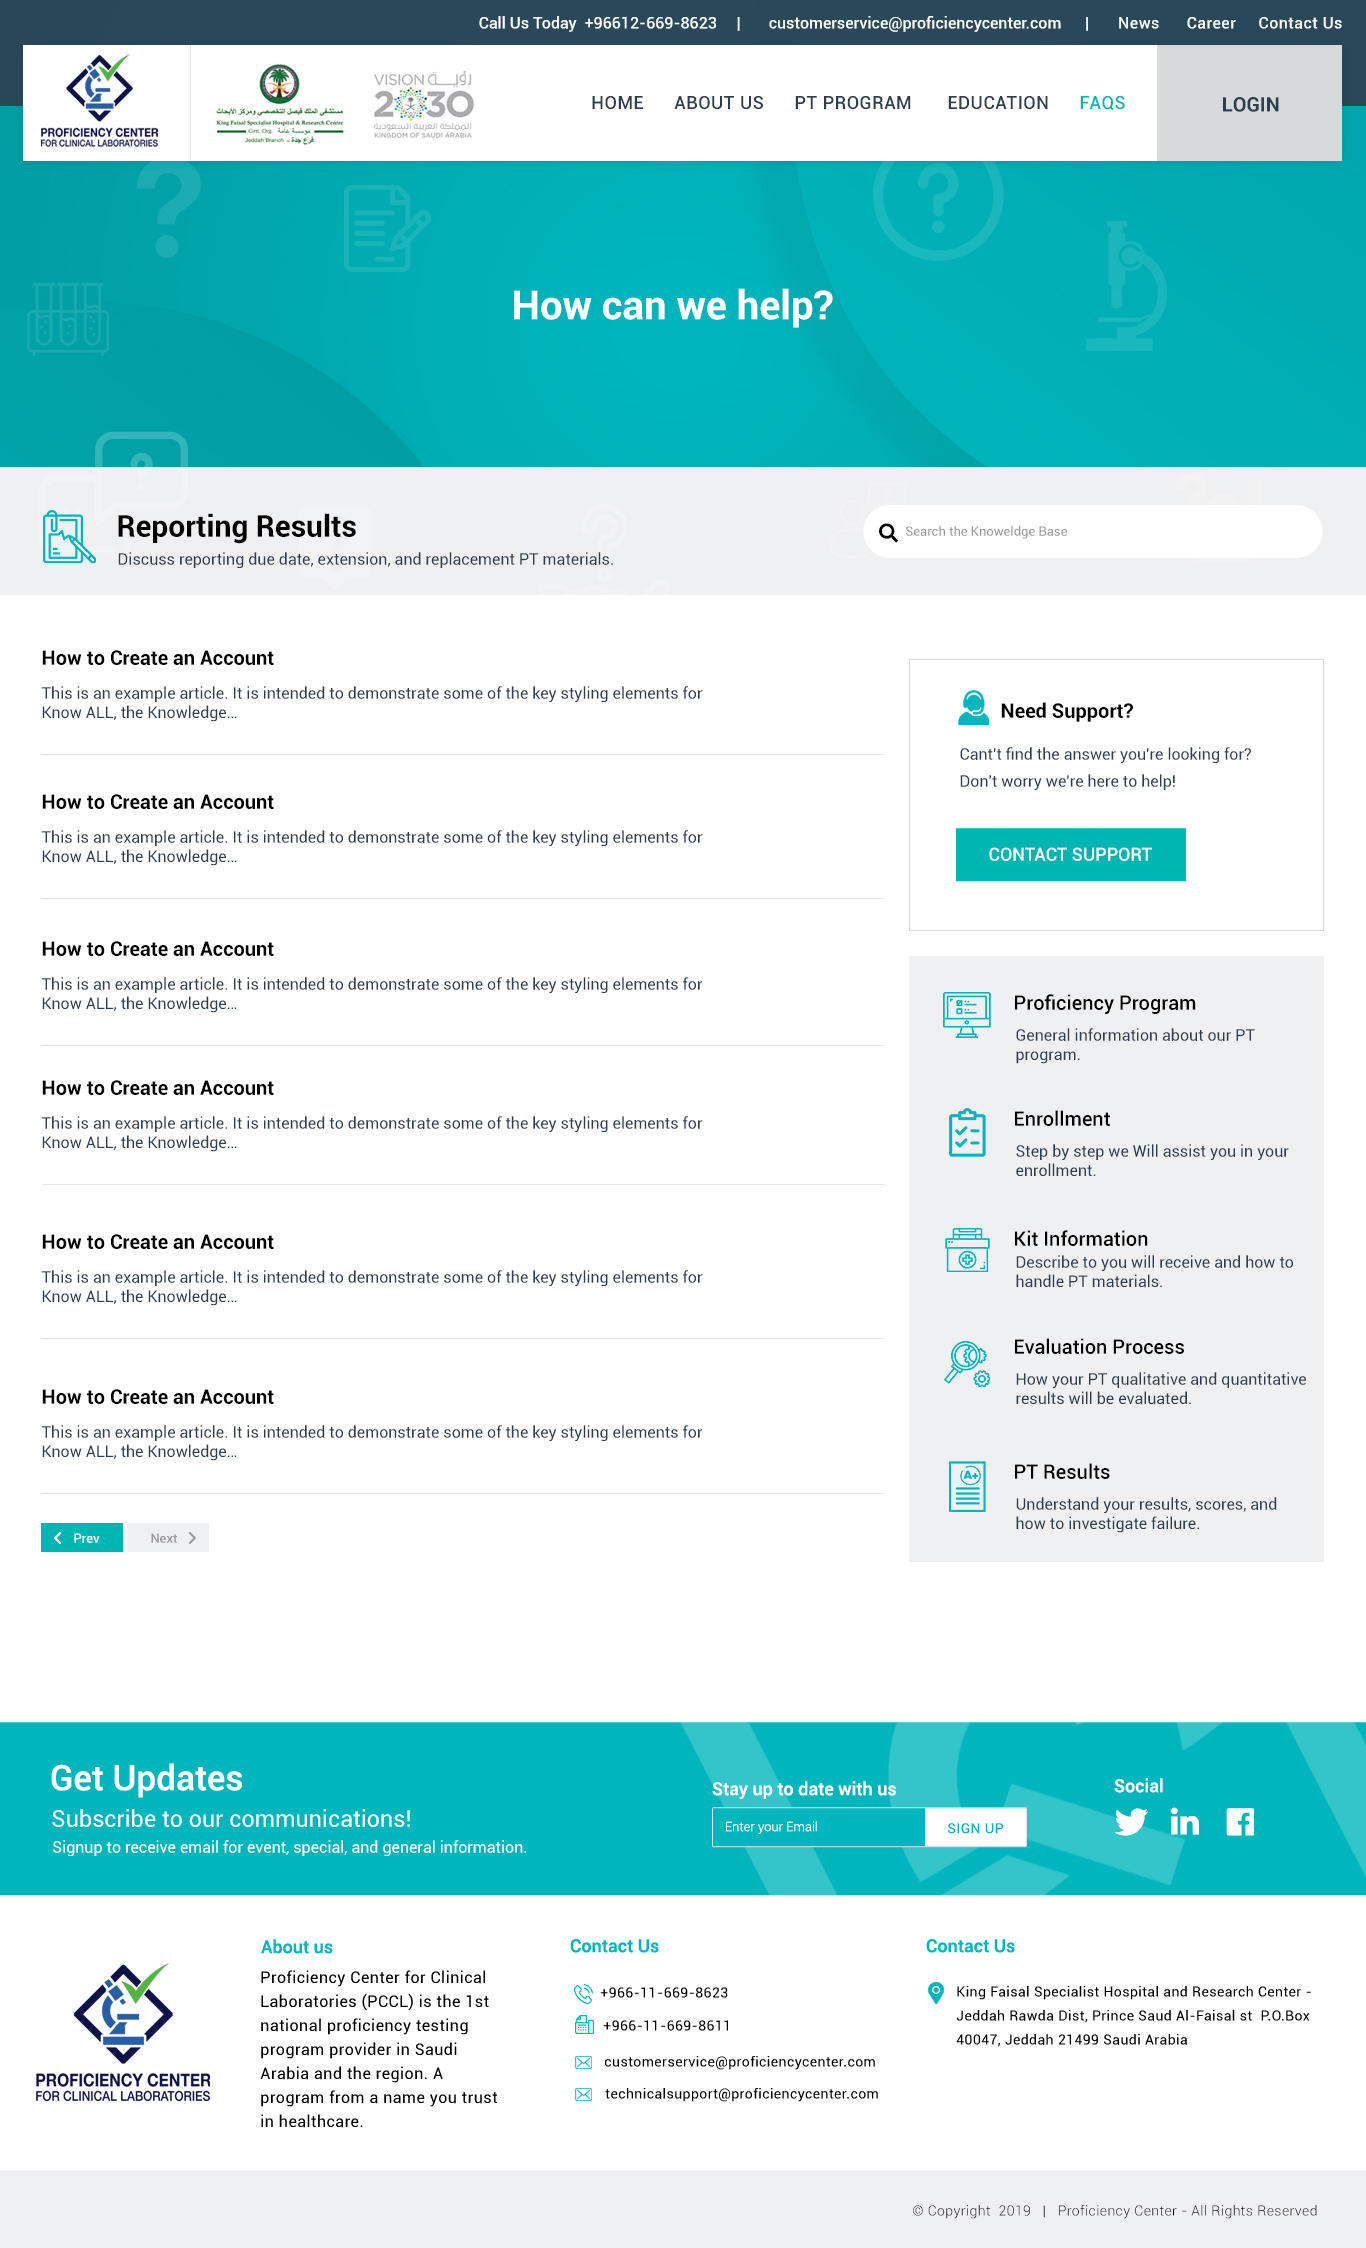 Call Us Today +96612-669-8623 | customerservice@proficiencycenter.com | News Career Contact Us
PROFICIENCY CENTER
FOR CLINICAL LABORATORIES
مستشفى الملك فيصل التخصصي ومركز الأبحاث
King Faisal Specialist Hospital & Research Centre
Gen. Org. مؤسسة عامة
Jeddah Branch - فرع جدة
VISION رؤيــة
2030
المملكة العربية السعودية
KINGDOM OF SAUDI ARABIA
HOME ABOUT US PT PROGRAM EDUCATION FAQS
LOGIN
How can we help?
Reporting Results
Discuss reporting due date, extension, and replacement PT materials.
Search the Knoweldge Base
How to Create an Account
This is an example article. It is intended to demonstrate some of the key styling elements for
Know ALL, the Knowledge...
How to Create an Account
This is an example article. It is intended to demonstrate some of the key styling elements for
Know ALL, the Knowledge...
How to Create an Account
This is an example article. It is intended to demonstrate some of the key styling elements for
Know ALL, the Knowledge...
How to Create an Account
This is an example article. It is intended to demonstrate some of the key styling elements for
Know ALL, the Knowledge...
How to Create an Account
This is an example article. It is intended to demonstrate some of the key styling elements for
Know ALL, the Knowledge...
How to Create an Account
This is an example article. It is intended to demonstrate some of the key styling elements for
Know ALL, the Knowledge...
Prev Next
Need Support?
Cant't find the answer you're looking for?
Don't worry we're here to help!
CONTACT SUPPORT
Proficiency Program
General information about our PT
program.
Enrollment
Step by step we Will assist you in your
enrollment.
Kit Information
Describe to you will receive and how to
handle PT materials.
Evaluation Process
How your PT qualitative and quantitative
results will be evaluated.
A+
PT Results
Understand your results, scores, and
how to investigate failure.
Get Updates
Subscribe to our communications!
Signup to receive email for event, special, and general information.
Stay up to date with us
Enter your Email
SIGN UP
Social
PROFICIENCY CENTER
FOR CLINICAL LABORATORIES
About us
Proficiency Center for Clinical
Laboratories (PCCL) is the 1st
national proficiency testing
program provider in Saudi
Arabia and the region. A
program from a name you trust
in healthcare.
Contact Us
+966-11-669-8623
+966-11-669-8611
customerservice@proficiencycenter.com
technicalsupport@proficiencycenter.com
Contact Us
King Faisal Specialist Hospital and Research Center -
Jeddah Rawda Dist, Prince Saud Al-Faisal st P.O.Box
40047, Jeddah 21499 Saudi Arabia
© Copyright 2019 | Proficiency Center - All Rights Reserved